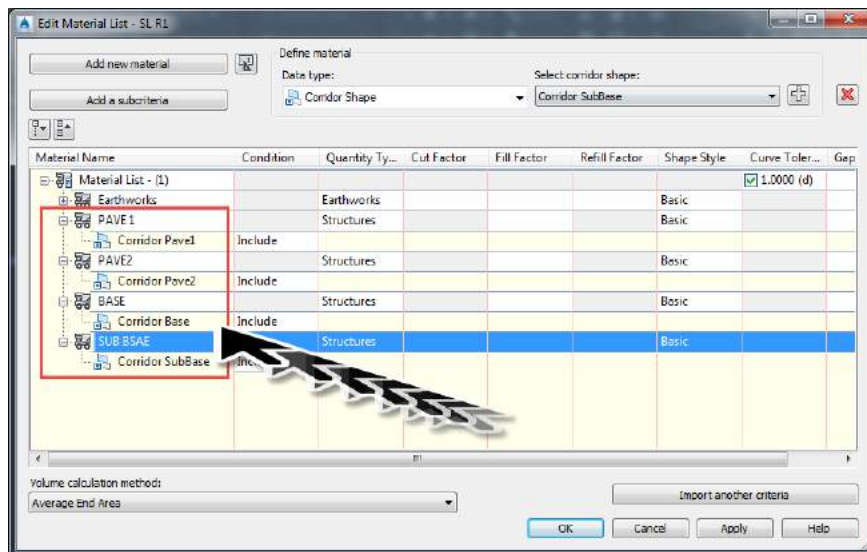 Edit Material List - SL R1
Add new material
Define material
Data type:
Select corridor shape:
Corridor Shape
Corridor SubBase
Add a subcriteria
Material Name Condition Quantity Ty... Cut Factor Fill Factor Refill Factor Shape Style Curve Toler... Gap
Material List - (1) 1.0000 (d)
Earthworks Earthworks Basic
PAVE1 Structures Basic
Corridor Pave1 Include
PAVE2 Structures Basic
Corridor Pave2 Include
BASE Structures Basic
Corridor Base Include
SUB BSAE Structures Basic
Corridor SubBase
Volume calculation method:
Average End Area
Import another criteria
OK Cancel Apply Help